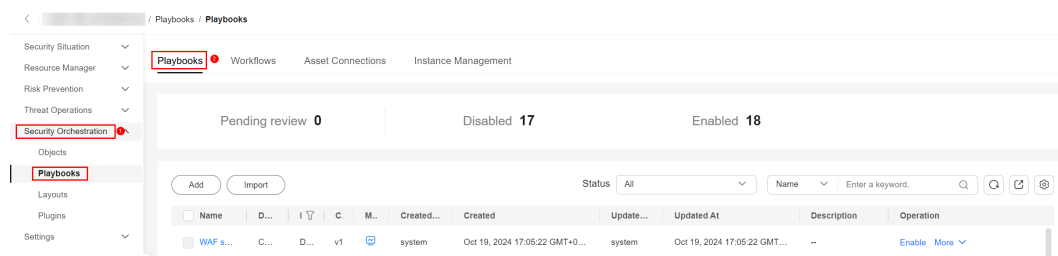 / Playbooks / Playbooks
Security Situation
Resource Manager
Risk Prevention
Threat Operations
Security Orchestration 1
Objects
Playbooks
Layouts
Plugins
Settings
Playbooks 2 Workflows Asset Connections Instance Management
Pending review 0 Disabled 17 Enabled 18
Add Import Status All Name Enter a keyword.
Name D... I C. M.. Created... Created Update... Updated At Description Operation
WAF s... C... D... v1 system Oct 19, 2024 17:05:22 GMT+0... system Oct 19, 2024 17:05:22 GMT... -- Enable More